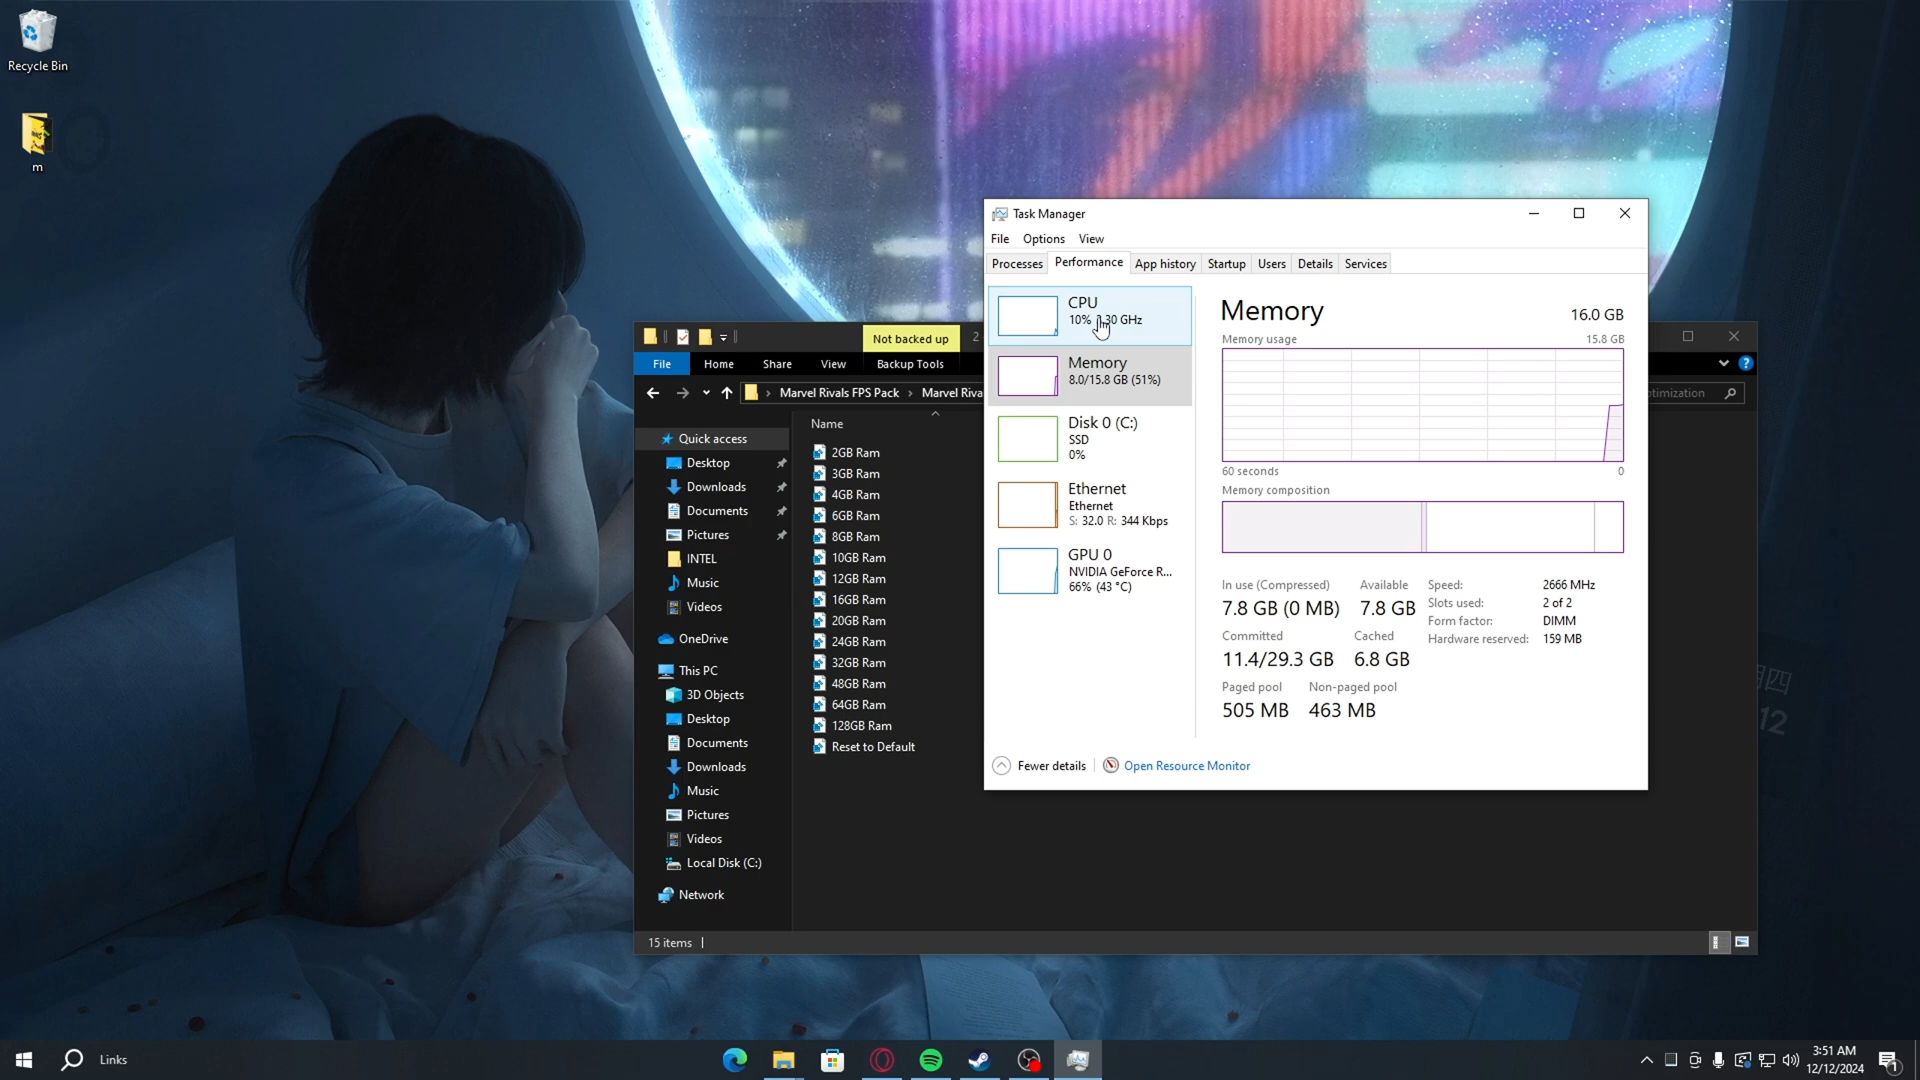 Recycle Bin
m
Task Manager
File Options View
Processes Performance App history Startup Users Details Services
CPU
10% GHz
Memory
8.0/15.8 GB (51%)
Disk 0 (C:)
SSD
0%
Ethernet
Ethernet
S: 32.0 R: 344 Kbps
GPU 0
NVIDIA GeForce R...
66% (43 °C)
Memory 16.0 GB
Memory usage 15.8 GB
60 seconds 0
Memory composition
In use (Compressed) Available
7.8 GB (0 MB) 7.8 GB
Committed Cached
11.4/29.3 GB 6.8 GB
Paged pool Non-paged pool
505 MB 463 MB
Speed: 2666 MHz
Slots used: 2 of 2
Form factor: DIMM
Hardware reserved: 159 MB
Fewer details Open Resource Monitor
Not backed up 2
File Home Share View Backup Tools
Marvel Rivals FPS Pack › Marvel Riva
timization
Quick access
Desktop
Downloads
Documents
Pictures
INTEL
Music
Videos
OneDrive
This PC
3D Objects
Desktop
Documents
Downloads
Music
Pictures
Videos
Local Disk (C:)
Network
Name
2GB Ram
3GB Ram
4GB Ram
6GB Ram
8GB Ram
10GB Ram
12GB Ram
16GB Ram
20GB Ram
24GB Ram
32GB Ram
48GB Ram
64GB Ram
128GB Ram
Reset to Default
15 items
12
Links
3:51 AM
12/12/2024
1